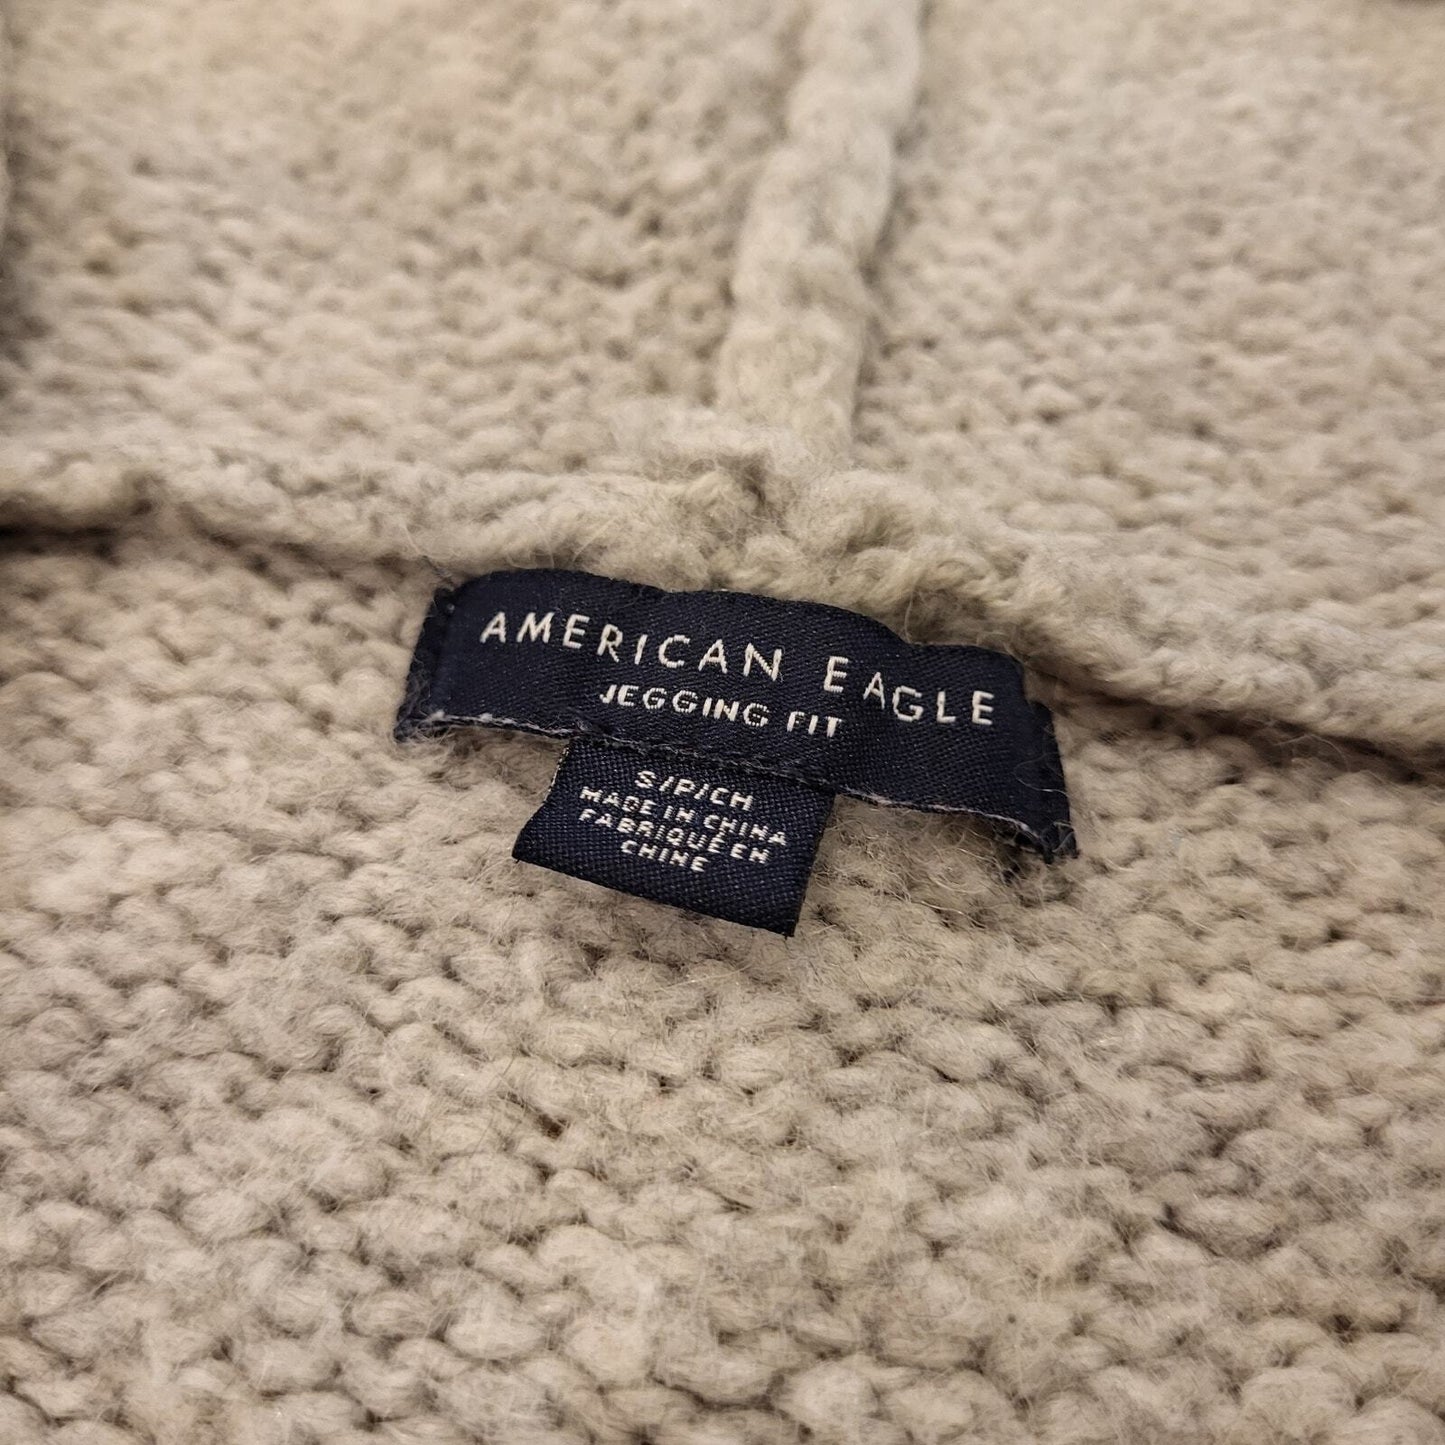 AMERICAN EAGLE
JEGGING FIT
S/P/CH
MADE IN CHINA
FABRIQUÉ EN
CHINE